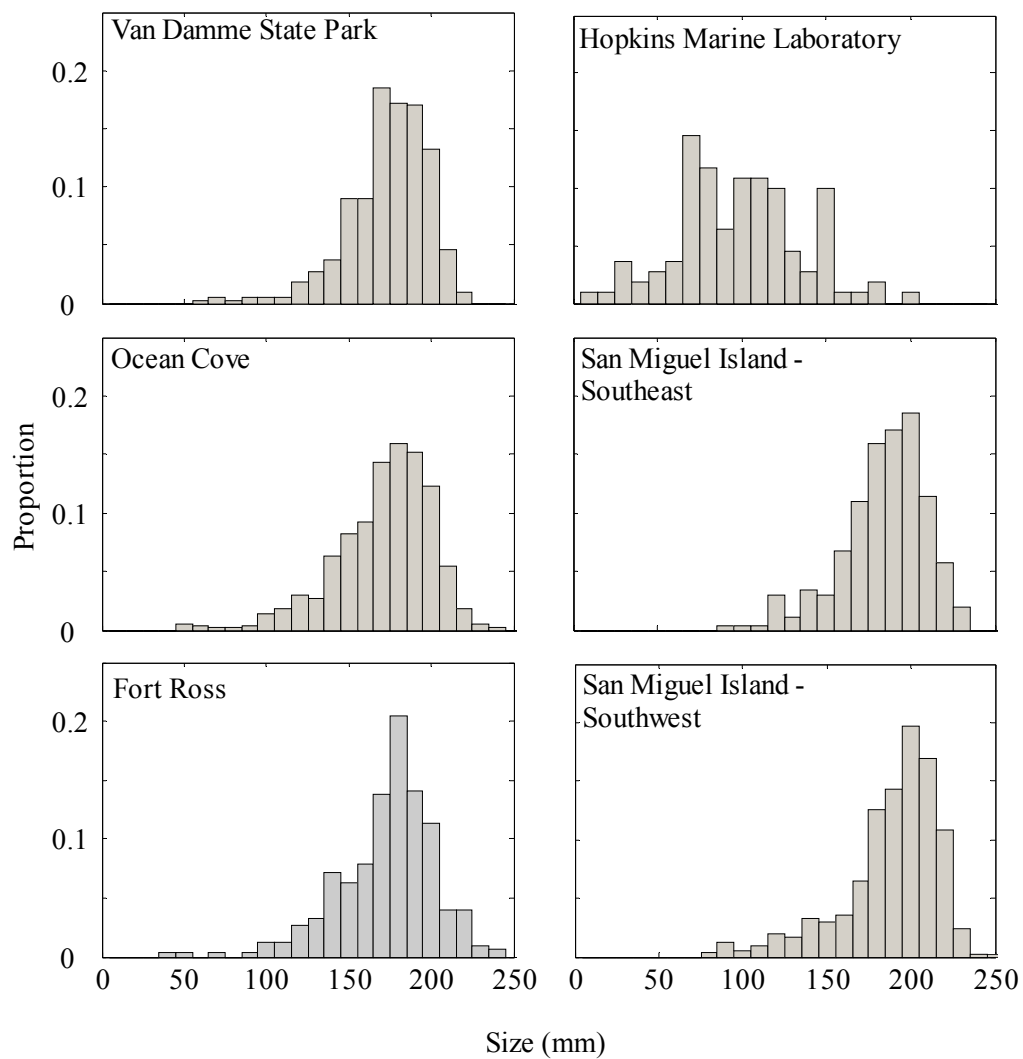 Van Damme State Park
Hopkins Marine Laboratory
0.2
0.1
0
Ocean Cove
San Miguel Island -
Southeast
0.2
0.1
0
Proportion
Fort Ross
San Miguel Island -
Southwest
0.2
0.1
0
0 50 100 150 200 250
0 50 100 150 200 250
Size (mm)